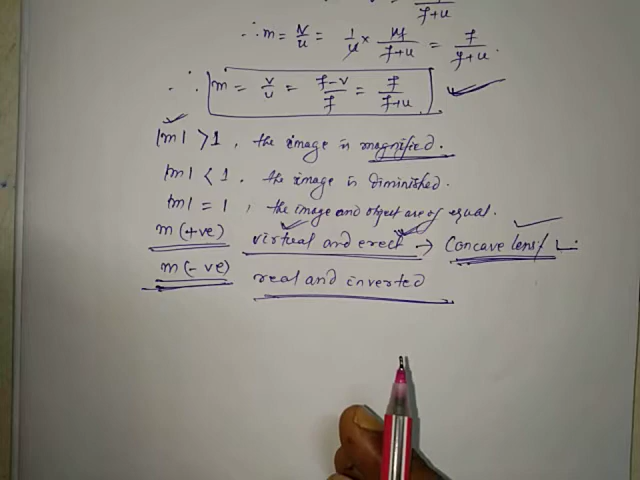 f+u
∴ m = v/u = 1/u × uf/f+u = f/f+u.
∴ m = v/u = f-v/f = f/f+u
|m| > 1, the image is magnified.
|m| < 1. the image is diminished.
|m| = 1, the image and object are of equal.
m (+ve) virtual and erect → Concave lens
m (-ve) real and inverted